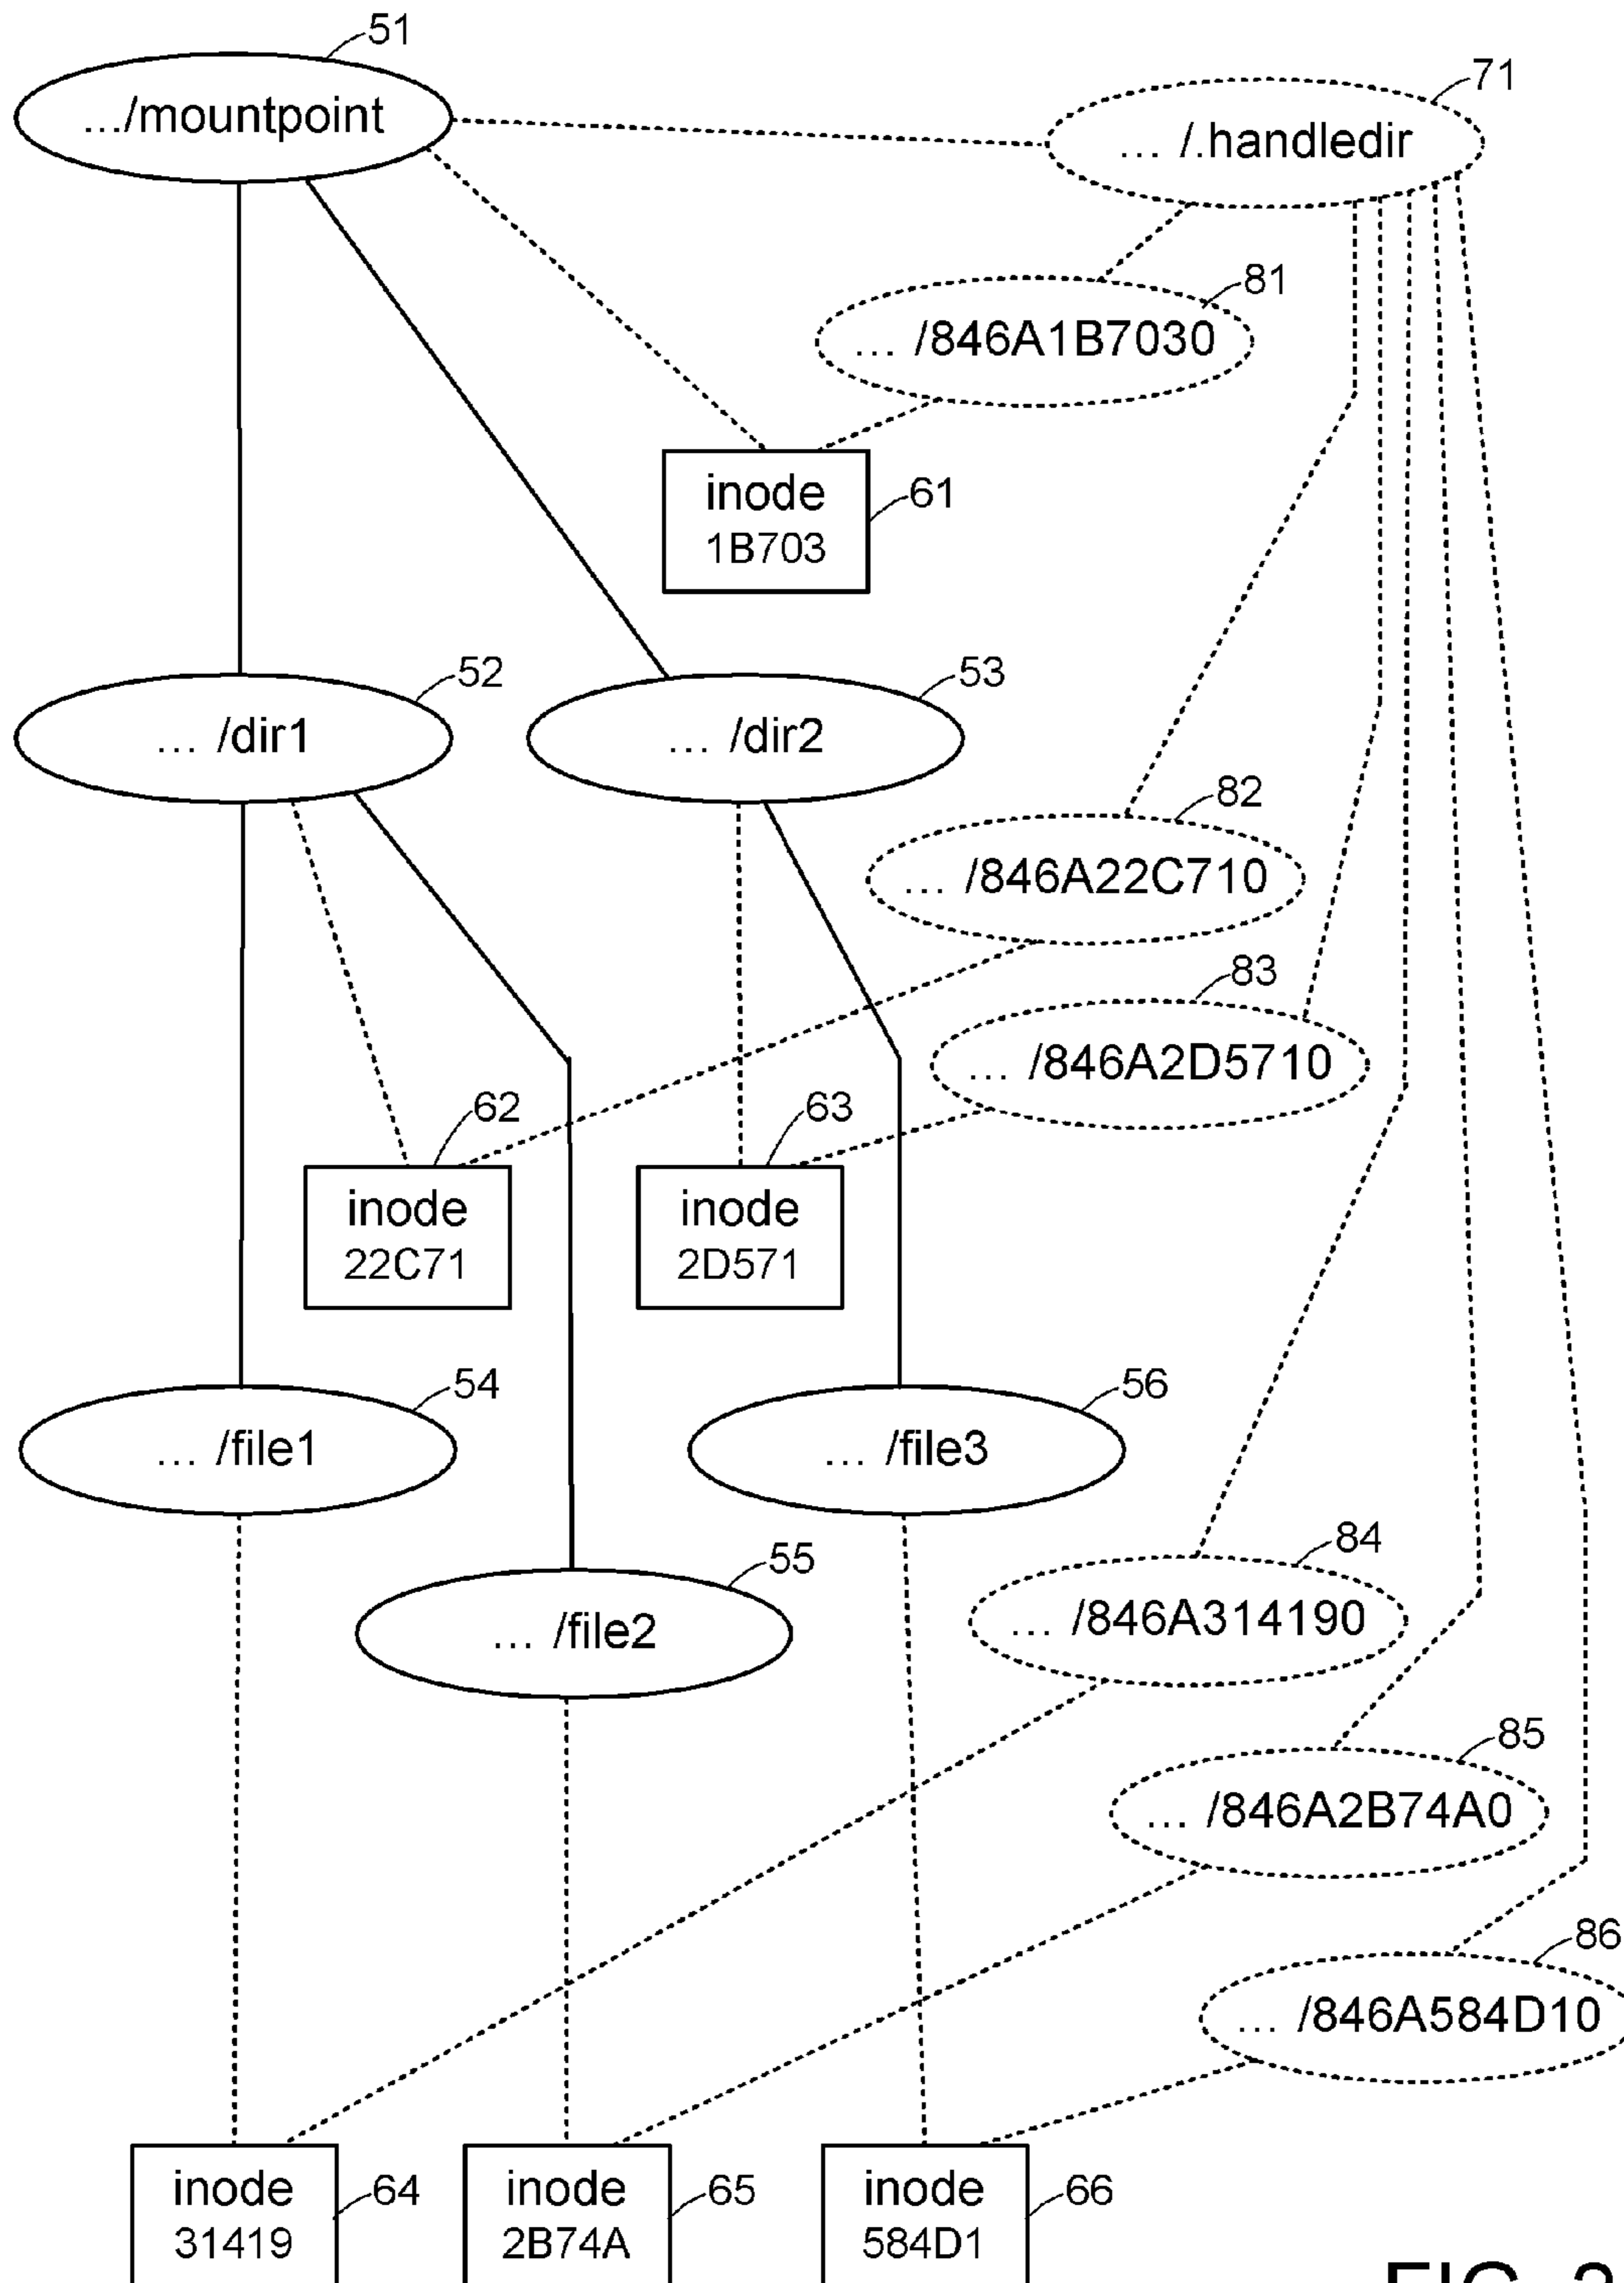 51
.../mountpoint
71
... /.handledir
81
... /846A1B7030
inode
1B703
61
52
... /dir1
53
... /dir2
82
... /846A22C710
83
... /846A2D5710
62
inode
22C71
63
inode
2D571
54
... /file1
56
... /file3
55
... /file2
84
... /846A314190
85
... /846A2B74A0
86
... /846A584D10
inode
31419
64
inode
2B74A
65
inode
584D1
66
FIG. 3